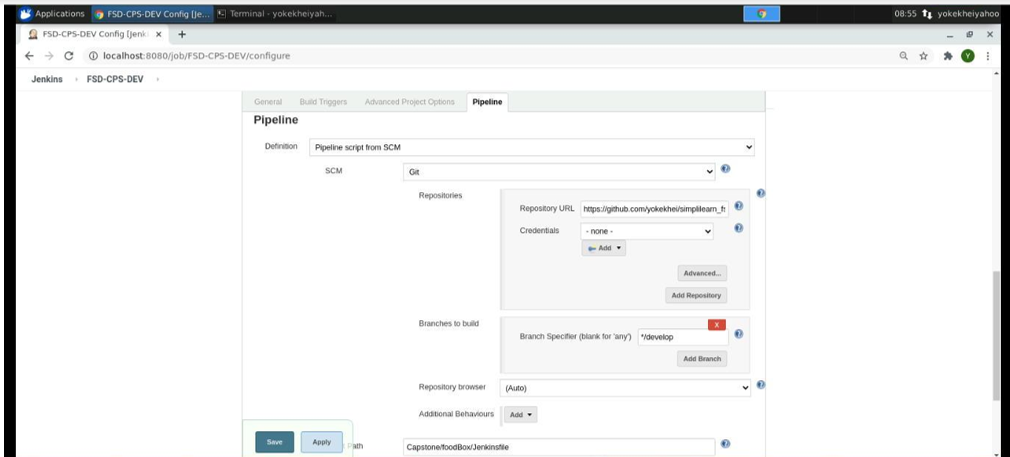 Applications FSD-CPS-DEV Config [Je... Terminal - yokekheiyah... 08:55 yokekheiyahoo
FSD-CPS-DEV Config [Jenki × +
localhost:8080/job/FSD-CPS-DEV/configure Y
Jenkins FSD-CPS-DEV
General Build Triggers Advanced Project Options Pipeline
Pipeline
Definition Pipeline script from SCM
SCM Git
Repositories
Repository URL https://github.com/yokekhei/simplilearn_fs
Credentials - none -
Add
Advanced...
Add Repository
Branches to build X
Branch Specifier (blank for 'any') */develop
Add Branch
Repository browser (Auto)
Additional Behaviours Add
Save Apply Path Capstone/foodBox/Jenkinsfile